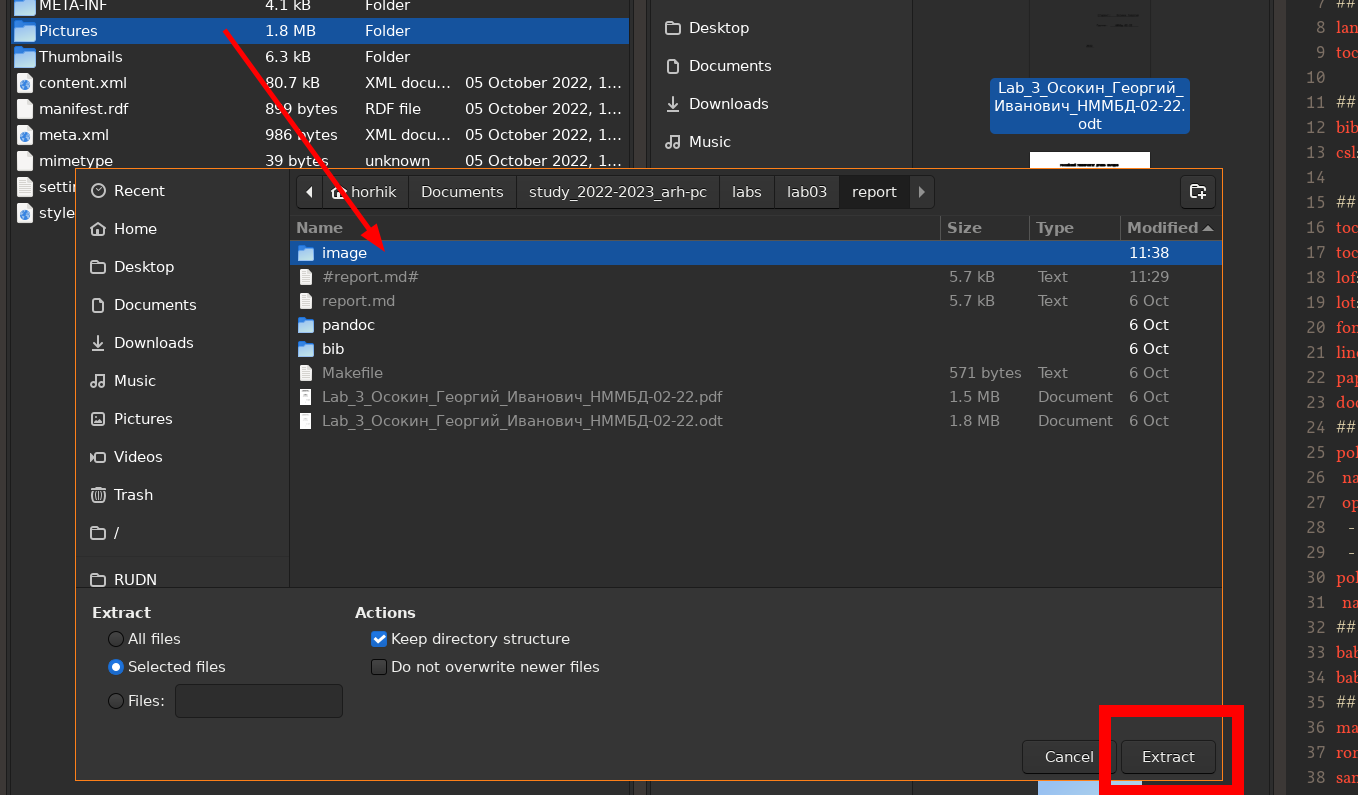 META-INF 4.1 kB Folder
Pictures 1.8 MB Folder
Thumbnails 6.3 kB Folder
content.xml 80.7 kB XML docu... 05 October 2022, 1...
manifest.rdf 899 bytes RDF file 05 October 2022, 1...
meta.xml 986 bytes XML docu... 05 October 2022, 1...
mimetype 39 bytes unknown 05 October 2022, 1...
settin
style
Desktop
Documents
Downloads
Music
Lab_3_Осокин_Георгий_
Иванович_НММБД-02-22.
odt
Recent
Home
Desktop
Documents
Downloads
Music
Pictures
Videos
Trash
/
RUDN
horhik Documents study_2022-2023_arh-pc labs lab03 report
Name Size Type Modified
image 11:38
#report.md# 5.7 kB Text 11:29
report.md 5.7 kB Text 6 Oct
pandoc 6 Oct
bib 6 Oct
Makefile 571 bytes Text 6 Oct
Lab_3_Осокин_Георгий_Иванович_НММБД-02-22.pdf 1.5 MB Document 6 Oct
Lab_3_Осокин_Георгий_Иванович_НММБД-02-22.odt 1.8 MB Document 6 Oct
Extract
All files
Selected files
Files:
Actions
Keep directory structure
Do not overwrite newer files
Cancel Extract
7 ##
8 lan
9 toc
10
11 ##
12 bib
13 csl:
14
15 ##
16 toc
17 toc
18 lof:
19 lot:
20 fon
21 line
22 pap
23 doc
24 ##
25 pol
26 na
27 op
28 -
29 -
30 pol
31 na
32 ##
33 bab
34 bab
35 ##
36 ma
37 ron
38 san